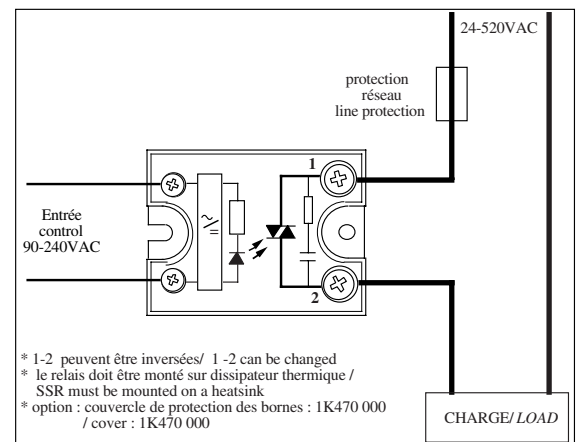 24-520VAC
protection
réseau
line protection
1
Entrée
control
90-240VAC
~/=
2
* 1-2 peuvent être inversées/ 1 -2 can be changed
* le relais doit être monté sur dissipateur thermique /
SSR must be mounted on a heatsink
* option : couvercle de protection des bornes : 1K470 000
/ cover : 1K470 000
CHARGE/ LOAD